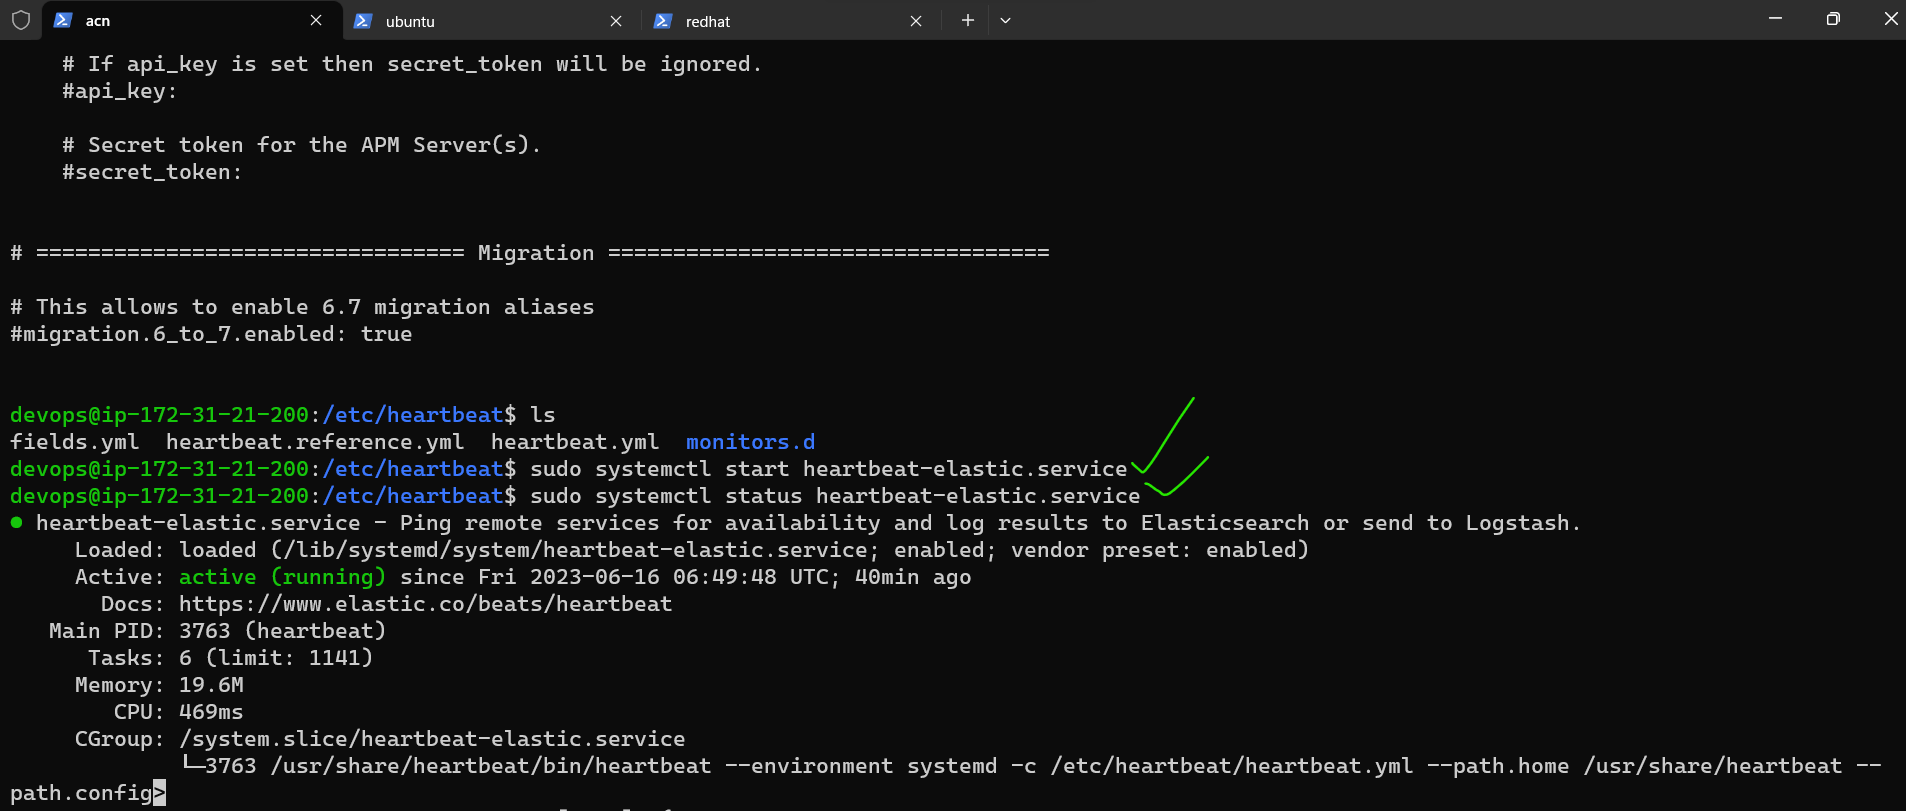 acn
ubuntu
redhat
# If api_key is set then secret_token will be ignored.
#api_key:
# Secret token for the APM Server(s).
#secret_token:
# ================================= Migration ==================================
# This allows to enable 6.7 migration aliases
#migration.6_to_7.enabled: true
devops@ip-172-31-21-200:/etc/heartbeat$ ls
fields.yml  heartbeat.reference.yml  heartbeat.yml  monitors.d
devops@ip-172-31-21-200:/etc/heartbeat$ sudo systemctl start heartbeat-elastic.service
devops@ip-172-31-21-200:/etc/heartbeat$ sudo systemctl status heartbeat-elastic.service
● heartbeat-elastic.service - Ping remote services for availability and log results to Elasticsearch or send to Logstash.
Loaded: loaded (/lib/systemd/system/heartbeat-elastic.service; enabled; vendor preset: enabled)
Active: active (running) since Fri 2023-06-16 06:49:48 UTC; 40min ago
Docs: https://www.elastic.co/beats/heartbeat
Main PID: 3763 (heartbeat)
Tasks: 6 (limit: 1141)
Memory: 19.6M
CPU: 469ms
CGroup: /system.slice/heartbeat-elastic.service
└─3763 /usr/share/heartbeat/bin/heartbeat --environment systemd -c /etc/heartbeat/heartbeat.yml --path.home /usr/share/heartbeat --
path.config>